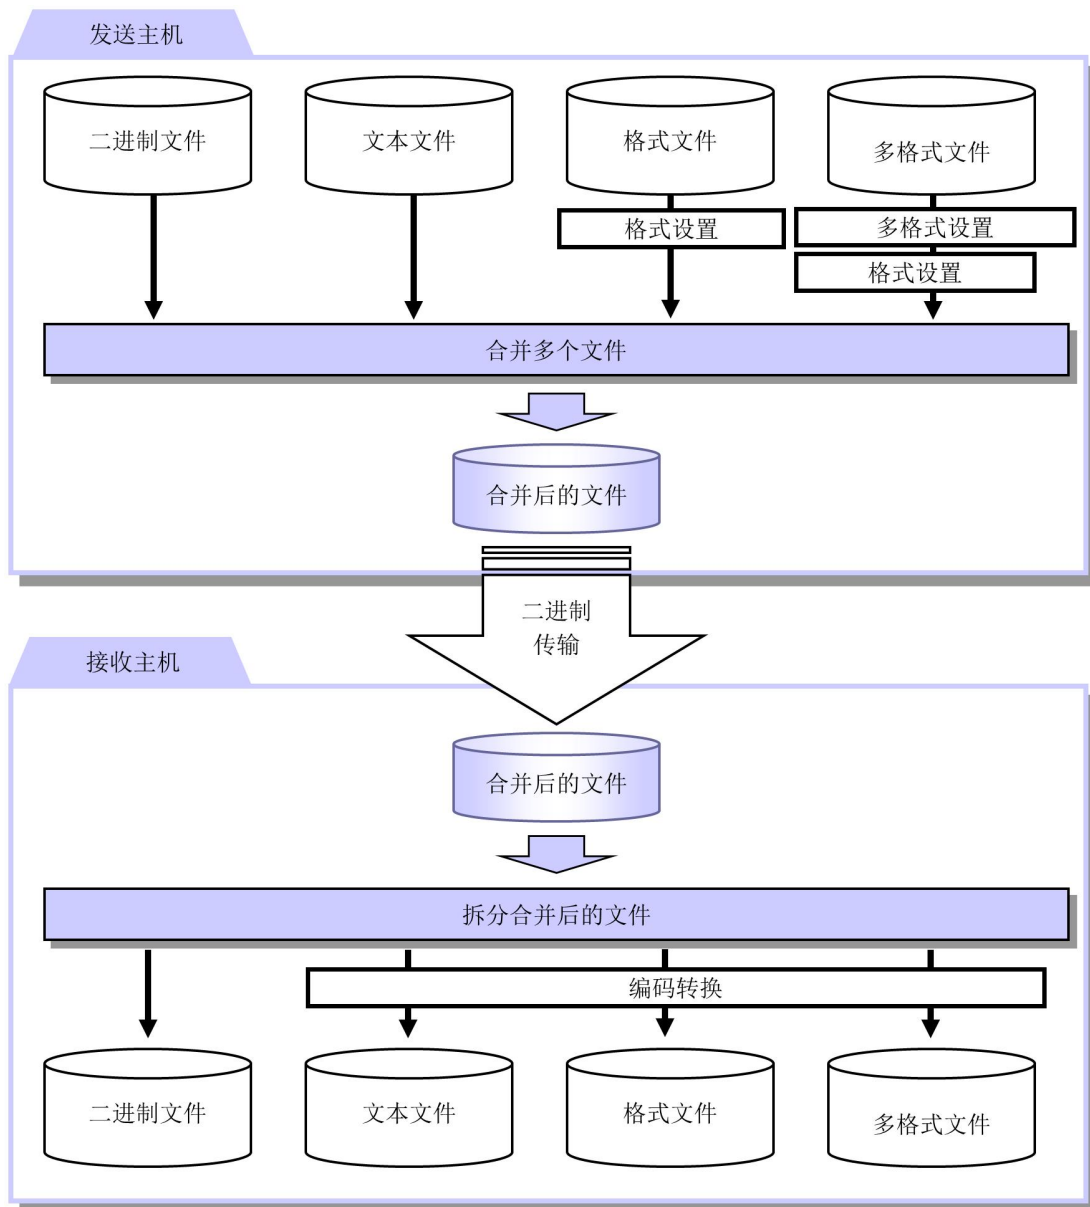 发送主机
二进制文件
文本文件
格式文件
多格式文件
格式设置
多格式设置
格式设置
合并多个文件
合并后的文件
二进制
传输
接收主机
合并后的文件
拆分合并后的文件
编码转换
二进制文件
文本文件
格式文件
多格式文件